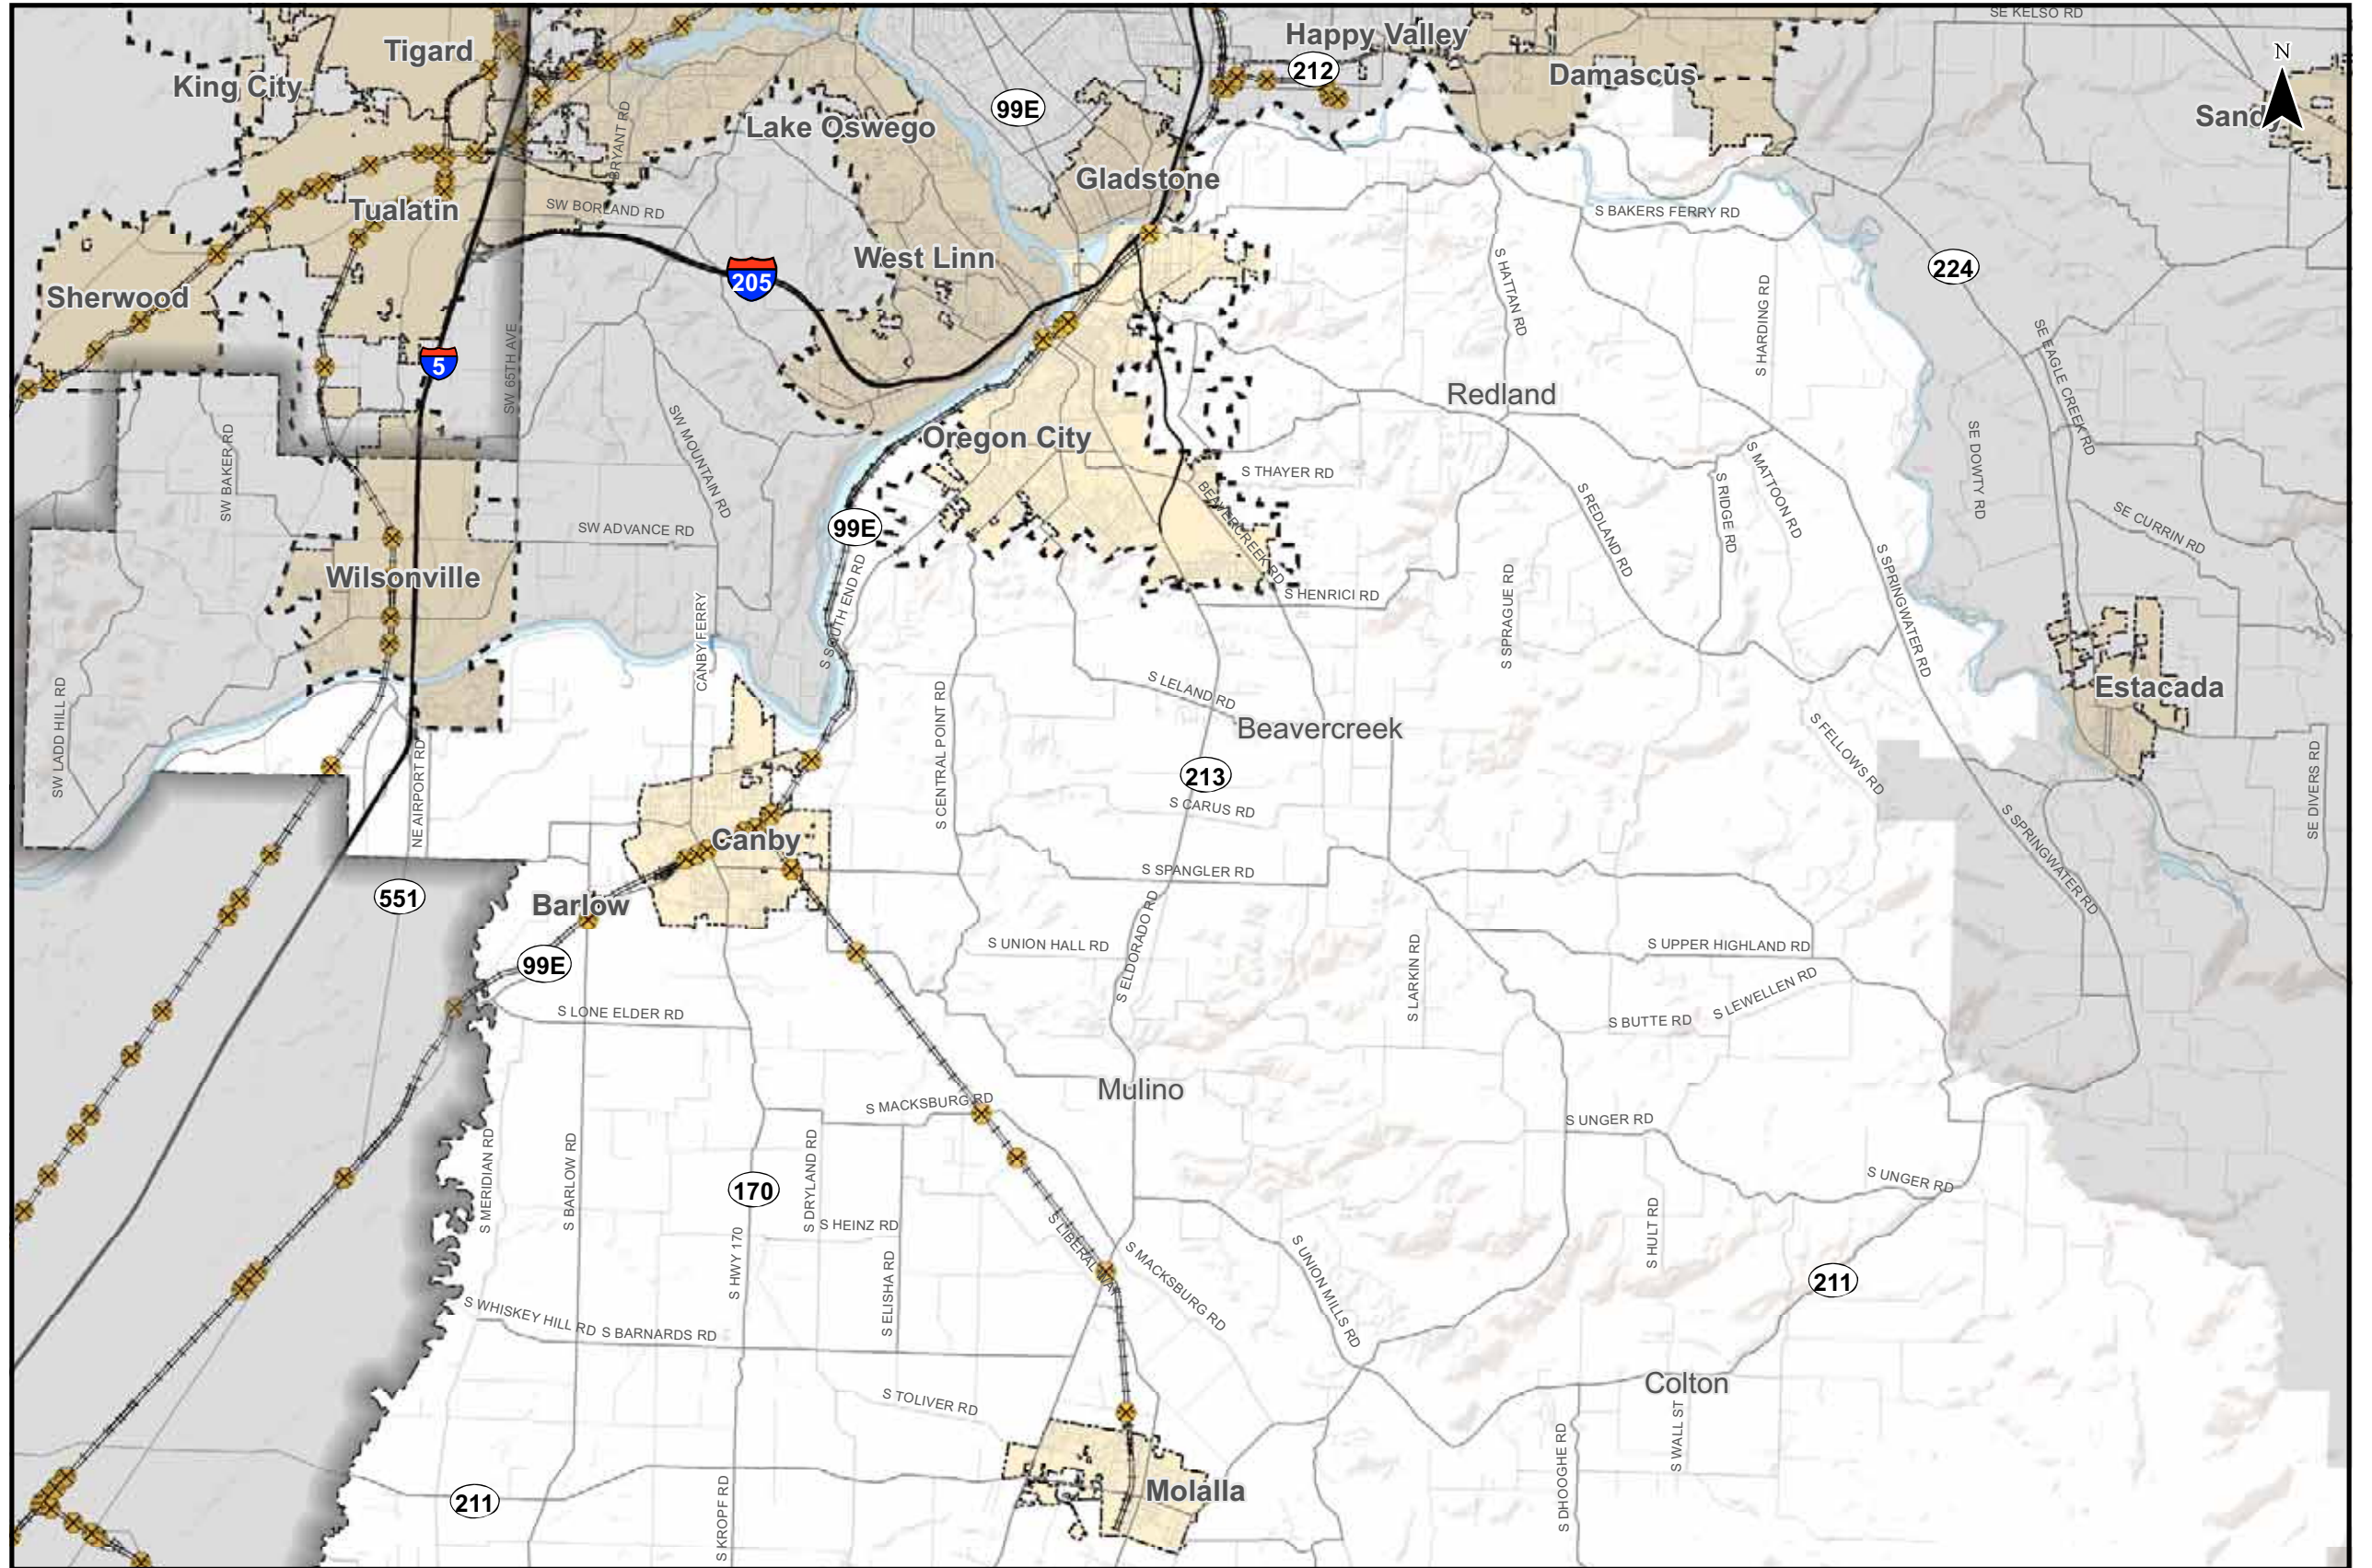 SE KELSO RD
Happy Valley
Tigard
212
Damascus
N
King City
99E
Sandy
Lake Oswego
BRYANT RD
Gladstone
Tualatin
SW BORLAND RD
S BAKERS FERRY RD
West Linn
224
205
S HATTAN RD
Sherwood
S HARDING RD
5
SW 65TH AVE
SE EAGLE CREEK RD
Redland
Oregon City
SW MOUNTAIN RD
SW BAKER RD
S THAYER RD
SE DOWTY RD
S MATTOON RD
S RIDGE RD
BEAVERCREEK RD
S REDLAND RD
99E
SW ADVANCE RD
SE CURRIN RD
Wilsonville
S HENRICI RD
S SOUTH END RD
S SPRAGUE RD
S SPRINGWATER RD
CANBY FERRY
S LELAND RD
Estacada
SW LADD HILL RD
Beavercreek
S CENTRAL POINT RD
S FELLOWS RD
NE AIRPORT RD
213
SE DIVERS RD
S CARUS RD
Canby
S SPRINGWATER RD
S SPANGLER RD
551
Barlow
S ELDORADO RD
S UNION HALL RD
S UPPER HIGHLAND RD
99E
S LARKIN RD
S LEWELLEN RD
S LONE ELDER RD
S BUTTE RD
Mulino
S MACKSBURG RD
S UNGER RD
S MERIDIAN RD
S BARLOW RD
S DRYLAND RD
170
S UNGER RD
S HEINZ RD
S HULT RD
S LIBERAL WAY
S HWY 170
S ELISHA RD
S MACKSBURG RD
S UNION MILLS RD
211
S WHISKEY HILL RD
S BARNARDS RD
Colton
S TOLIVER RD
S WALL ST
S DHOOGHE RD
Molalla
211
S KROPF RD